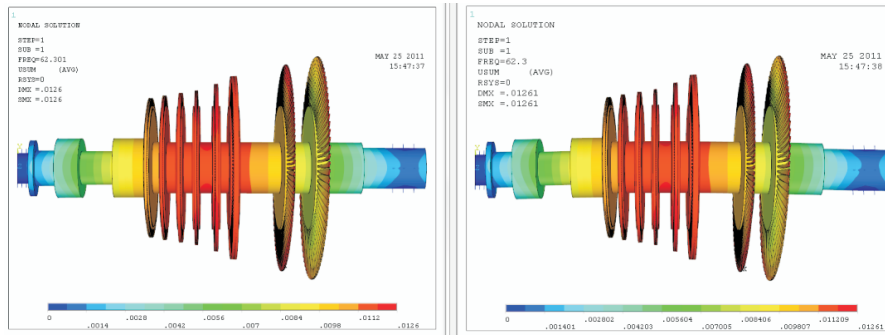 1
NODAL SOLUTION
STEP=1
SUB =1
FREQ=62.301
USUM (AVG)
RSYS=0
DMX =.0126
SMX =.0126
MAY 25 2011
15:47:37
0 .0028 .0056 .0084 .0112
.0014 .0042 .007 .0098 .0126
1
NODAL SOLUTION
STEP=1
SUB =1
FREQ=62.3
USUM (AVG)
RSYS=0
DMX =.01261
SMX =.01261
MAY 25 2011
15:47:38
0 .002802 .005604 .008406 .011209
.001401 .004203 .007005 .009807 .01261